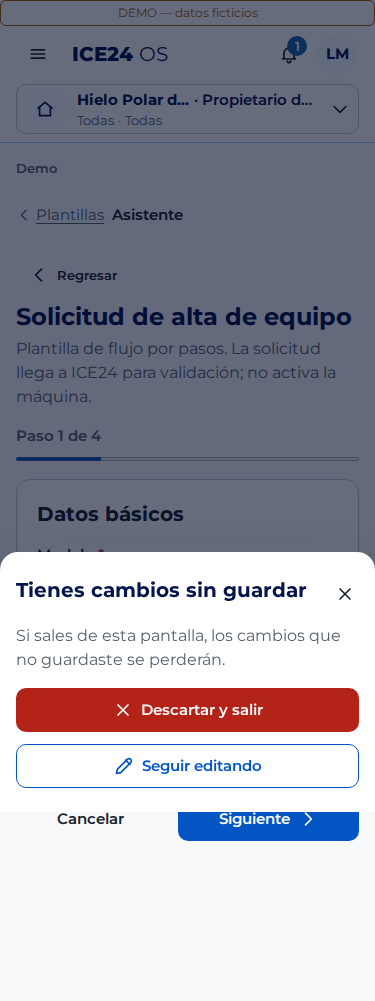 DEMO — datos ficticios
ICE24 OS
1
LM
Hielo Polar d... · Propietario d...
Todas · Todas
Demo
Plantillas Asistente
Regresar
Solicitud de alta de equipo
Plantilla de flujo por pasos. La solicitud
llega a ICE24 para validación; no activa la
máquina.
Paso 1 de 4
Datos básicos
Tienes cambios sin guardar
Si sales de esta pantalla, los cambios que
no guardaste se perderán.
Descartar y salir
Seguir editando
Cancelar
Siguiente